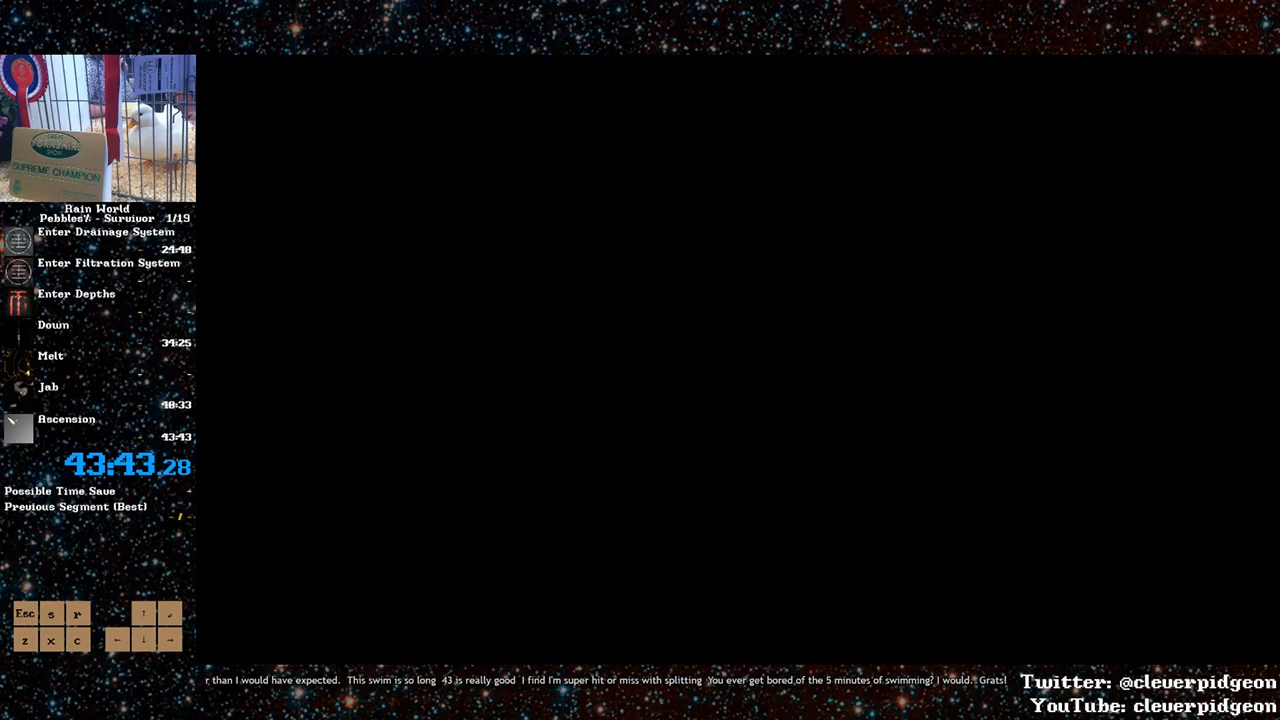 GREAT
YORKSHIRE
SHOW
SUPREME CHAMPION
Rain World
Pebbles% - Survivor 1/19
Enter Drainage System
- 24:48
Enter Filtration System
- -
Enter Depths
- -
Down
- 34:25
Melt
- -
Jab
- 40:33
Ascension
- 43:43
43:43.28
Possible Time Save -
Previous Segment (Best)
- / -
Esc s r ↑ ↲
z x c ← ↓ →
r than I would have expected. This swim is so long 43 is really good I find I'm super hit or miss with splitting You ever get bored of the 5 minutes of swimming? I would. Grats!
Twitter: @cleverpidgeon
YouTube: cleverpidgeon